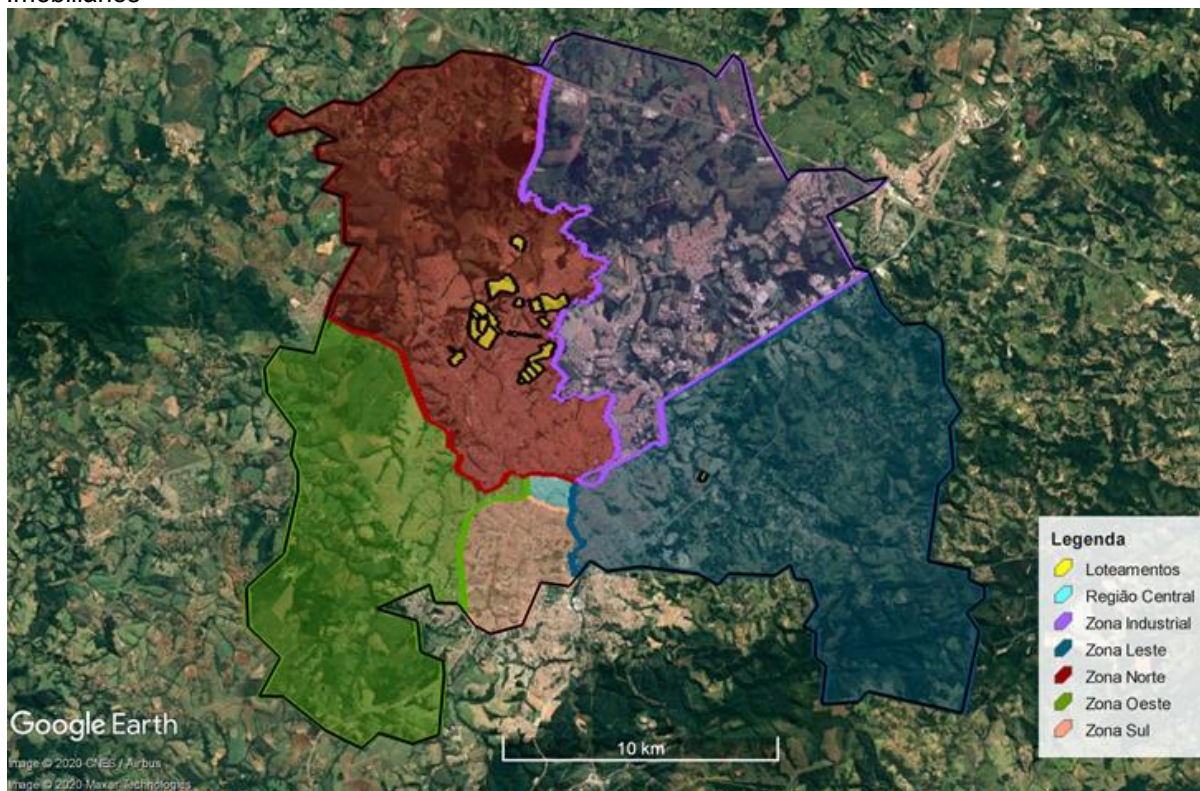 imobiliários
Legenda
Loteamentos
Região Central
Zona Industrial
Zona Leste
Zona Norte
Zona Oeste
Zona Sul
Google Earth
10 km
Image © 2020 CNES / Airbus
Image © 2020 Maxar Technologies